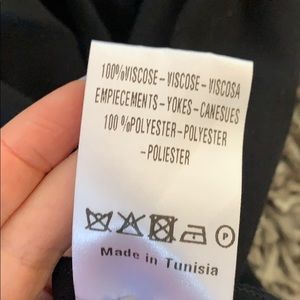 100%VISCOSE-VISCOSE-VISCOSA
EMPIECEMENTS-YOKES-CANESUES
100%POLYESTER-POLYESTER
-POLIESTER
P
Made in Tunisia